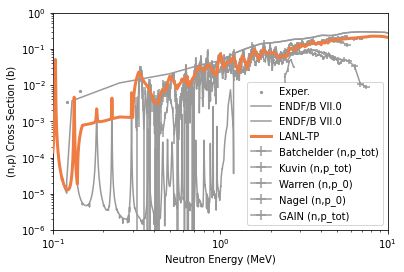 10⁰
10⁻¹
10⁻²
10⁻³
10⁻⁴
10⁻⁵
10⁻⁶
(n,p) Cross Section (b)
Exper.
ENDF/B VII.0
ENDF/B VII.0
LANL-TP
Batchelder (n,p_tot)
Kuvin (n,p_tot)
Warren (n,p_0)
Nagel (n,p_0)
GAIN (n,p_tot)
10⁻¹ 10⁰ 10¹
Neutron Energy (MeV)